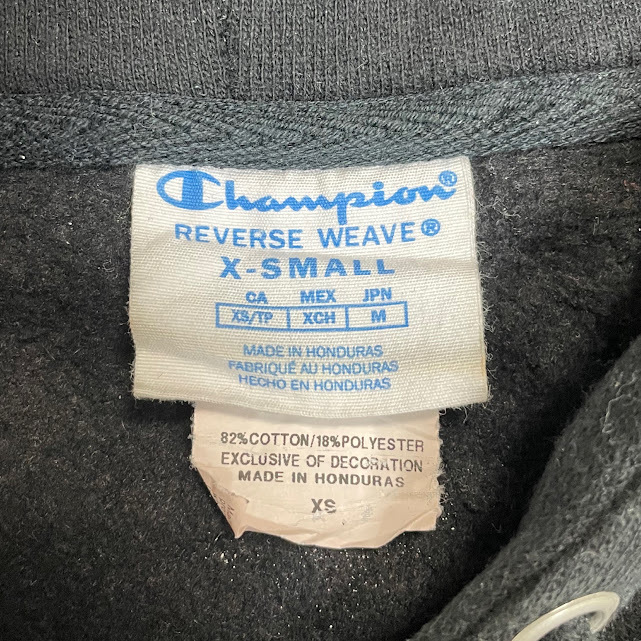 Champion®
REVERSE WEAVE®
X-SMALL
CA MEX JPN
XS/TP XCH M
MADE IN HONDURAS
FABRIQUÉ AU HONDURAS
HECHO EN HONDURAS
82%COTTON/18%POLYESTER
EXCLUSIVE OF DECORATION
MADE IN HONDURAS
XS